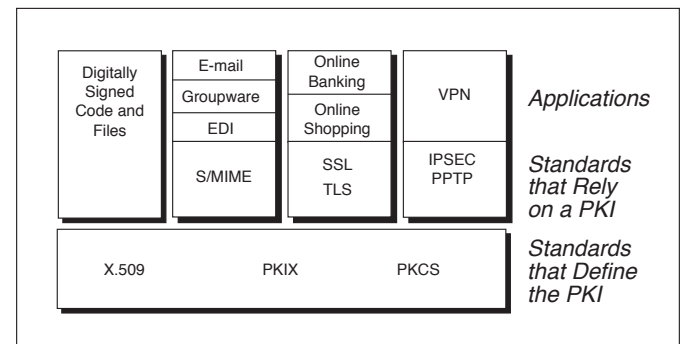 Digitally
Signed
Code and
Files
E-mail
Groupware
EDI
S/MIME
Online
Banking
Online
Shopping
SSL
TLS
VPN
IPSEC
PPTP
Applications
Standards
that Rely
on a PKI
X.509 PKIX PKCS
Standards
that Define
the PKI